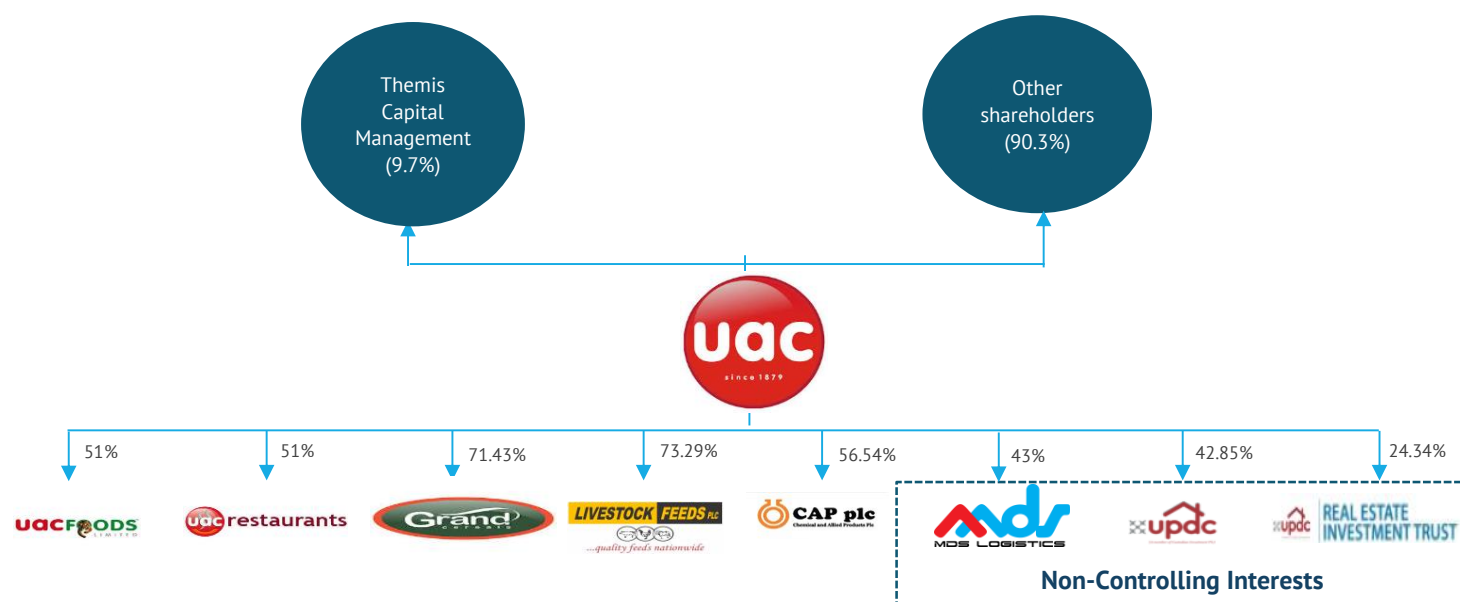 Themis
Capital
Management
(9.7%)
Other
shareholders
(90.3%)
uac
since 1879
51%
51%
71.43%
73.29%
56.54%
43%
42.85%
24.34%
UACFOODS
LIMITED
uac restaurants
Grand
cereals
LIVESTOCK FEEDS PLC
...quality feeds nationwide
CAP plc
Chemical and Allied Products Plc
mds
MDS LOGISTICS
updc
updc
REAL ESTATE
INVESTMENT TRUST
Non-Controlling Interests